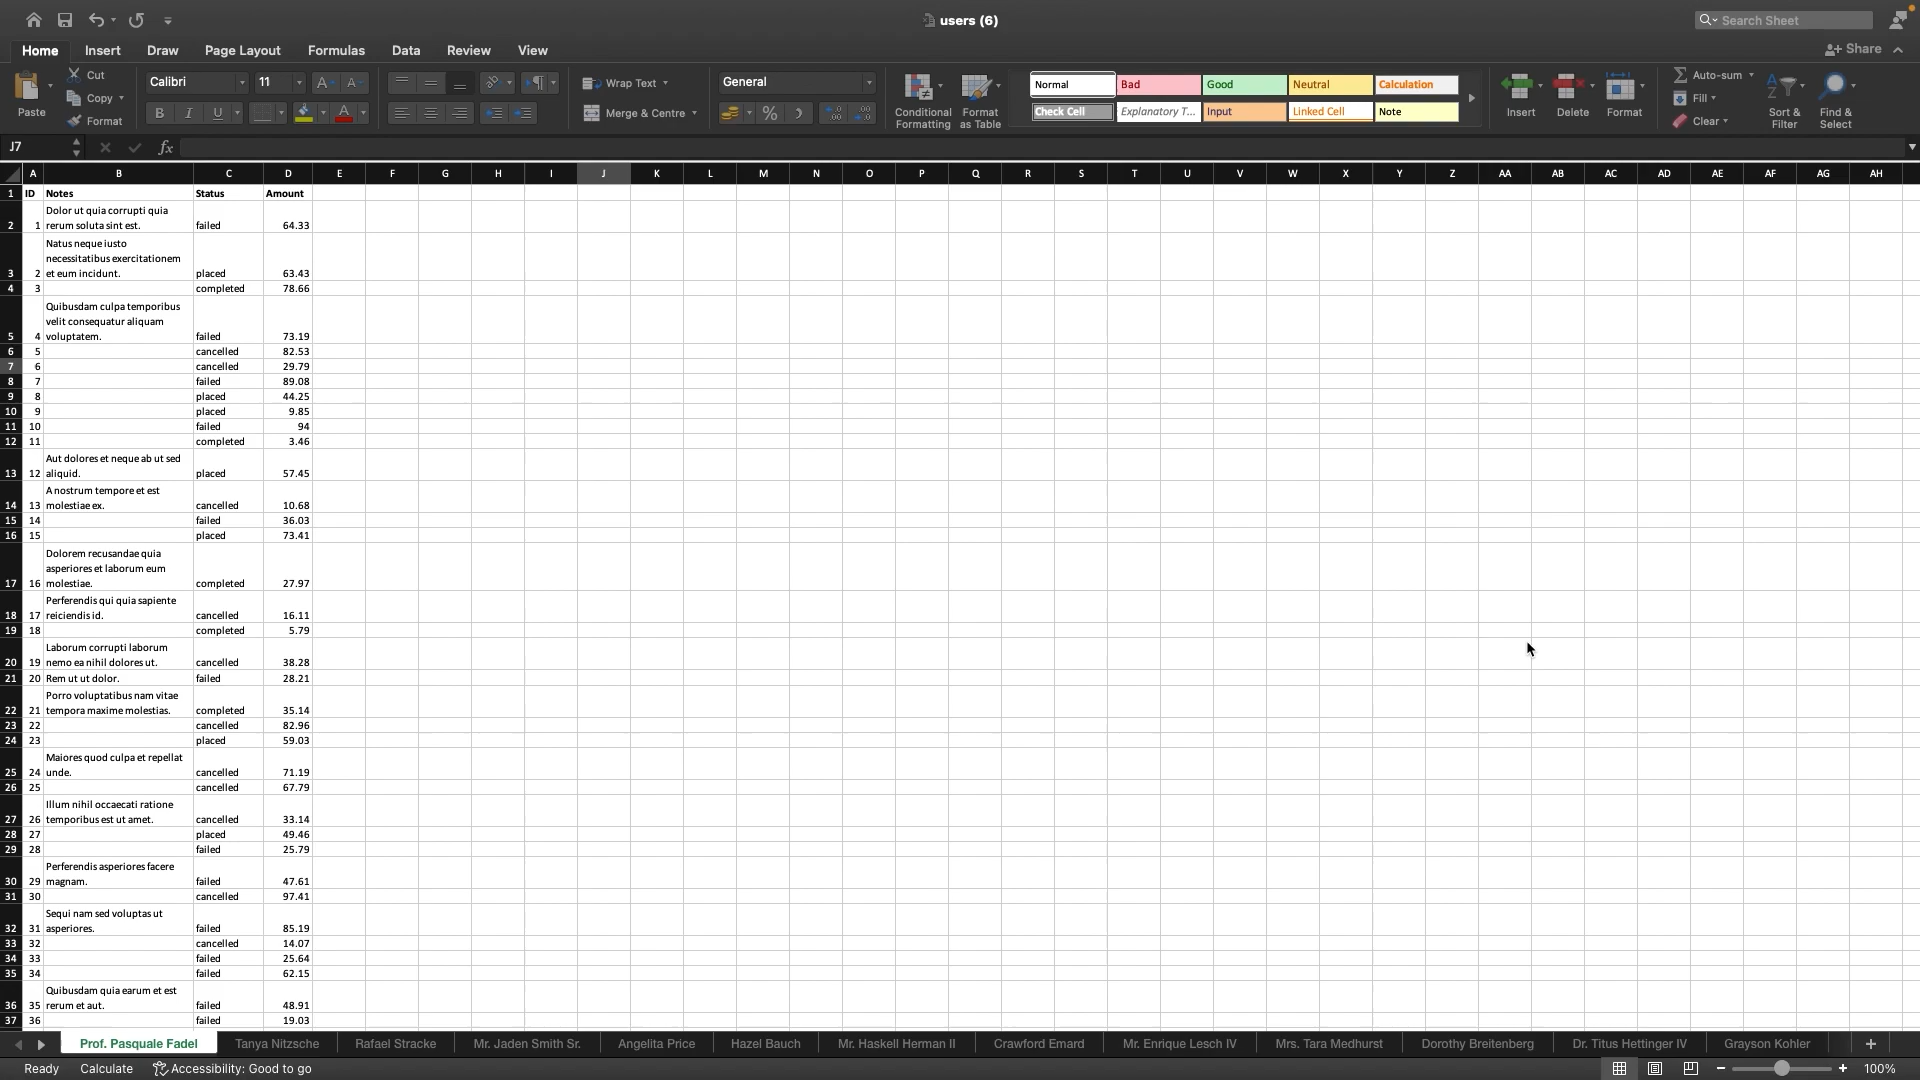 users (6)
Search Sheet
Home Insert Draw Page Layout Formulas Data Review View
Share
Paste
Cut
Copy
Format
Calibri 11
B I U
Wrap Text
Merge & Centre
General
%
Conditional Formatting
Format as Table
Normal Bad Good Neutral Calculation
Check Cell Explanatory T... Input Linked Cell Note
Insert Delete Format
Auto-sum
Fill
Clear
Sort & Filter
Find & Select
J7 fx
A B C D E F G H I J K L M N O P Q R S T U V W X Y Z AA AB AC AD AE AF AG AH
1 ID Notes Status Amount
Dolor ut quia corrupti quia
2 1 rerum soluta sint est. failed 64.33
Natus neque iusto
necessitatibus exercitationem
3 2 et eum incidunt. placed 63.43
4 3 completed 78.66
Quibusdam culpa temporibus
velit consequatur aliquam
5 4 voluptatem. failed 73.19
6 5 cancelled 82.53
7 6 cancelled 29.79
8 7 failed 89.08
9 8 placed 44.25
10 9 placed 9.85
11 10 failed 94
12 11 completed 3.46
Aut dolores et neque ab ut sed
13 12 aliquid. placed 57.45
A nostrum tempore et est
14 13 molestiae ex. cancelled 10.68
15 14 failed 36.03
16 15 placed 73.41
Dolorem recusandae quia
asperiores et laborum eum
17 16 molestiae. completed 27.97
Perferendis qui quia sapiente
18 17 reiciendis id. cancelled 16.11
19 18 completed 5.79
Laborum corrupti laborum
20 19 nemo ea nihil dolores ut. cancelled 38.28
21 20 Rem ut ut dolor. failed 28.21
Porro voluptatibus nam vitae
22 21 tempora maxime molestias. completed 35.14
23 22 cancelled 82.96
24 23 placed 59.03
Maiores quod culpa et repellat
25 24 unde. cancelled 71.19
26 25 cancelled 67.79
Illum nihil occaecati ratione
27 26 temporibus est ut amet. cancelled 33.14
28 27 placed 49.46
29 28 failed 25.79
Perferendis asperiores facere
30 29 magnam. failed 47.61
31 30 cancelled 97.41
Sequi nam sed voluptas ut
32 31 asperiores. failed 85.19
33 32 cancelled 14.07
34 33 failed 25.64
35 34 failed 62.15
Quibusdam quia earum et est
36 35 rerum et aut. failed 48.91
37 36 failed 19.03
Prof. Pasquale Fadel Tanya Nitzsche Rafael Stracke Mr. Jaden Smith Sr. Angelita Price Hazel Bauch Mr. Haskell Herman II Crawford Emard Mr. Enrique Lesch IV Mrs. Tara Medhurst Dorothy Breitenberg Dr. Titus Hettinger IV Grayson Kohler
Ready Calculate Accessibility: Good to go 100%